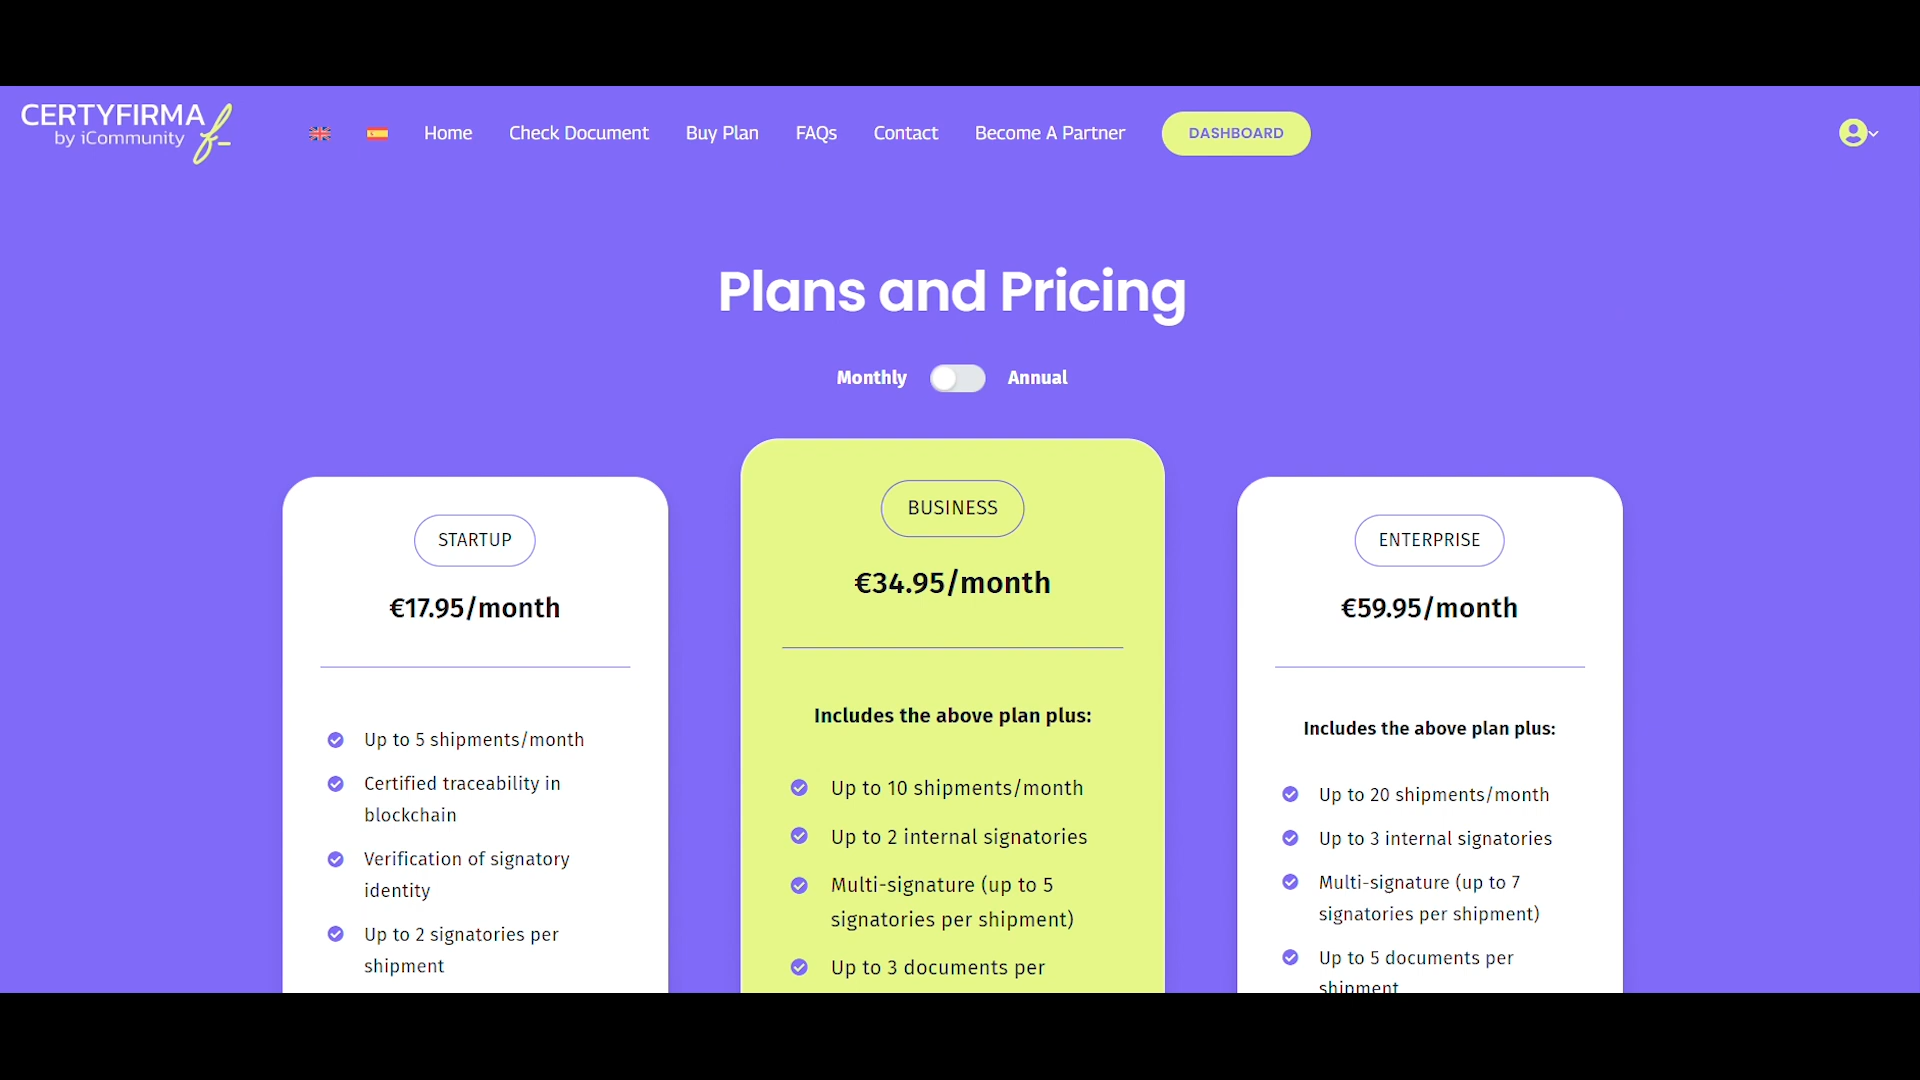 CERTYFIRMA
by iCommunity
Home
Check Document
Buy Plan
FAQs
Contact
Become A Partner
DASHBOARD
Plans and Pricing
Monthly
Annual
STARTUP
€17.95/month
Up to 5 shipments/month
Certified traceability in
blockchain
Verification of signatory
identity
Up to 2 signatories per
shipment
BUSINESS
€34.95/month
Includes the above plan plus:
Up to 10 shipments/month
Up to 2 internal signatories
Multi-signature (up to 5
signatories per shipment)
Up to 3 documents per
ENTERPRISE
€59.95/month
Includes the above plan plus:
Up to 20 shipments/month
Up to 3 internal signatories
Multi-signature (up to 7
signatories per shipment)
Up to 5 documents per
shipment